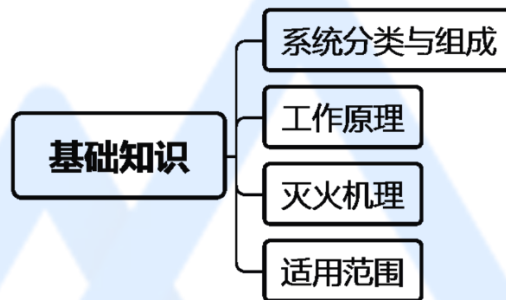 系统分类与组成
工作原理
基础知识
灭火机理
适用范围